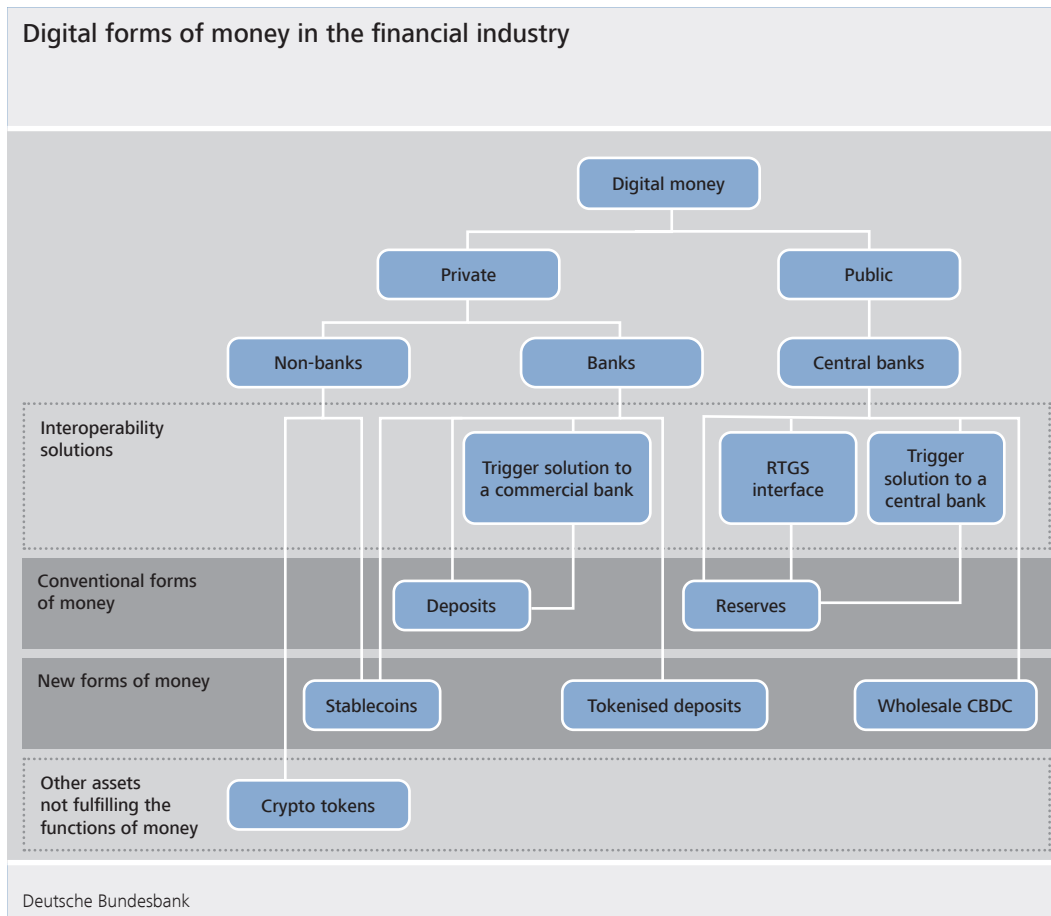 Digital forms of money in the financial industry
Digital money
Private
Public
Non-banks
Banks
Central banks
Interoperability
solutions
Trigger solution to
a commercial bank
RTGS
interface
Trigger
solution to a
central bank
Conventional forms
of money
Deposits
Reserves
New forms of money
Stablecoins
Tokenised deposits
Wholesale CBDC
Other assets
not fulfilling the
functions of money
Crypto tokens
Deutsche Bundesbank